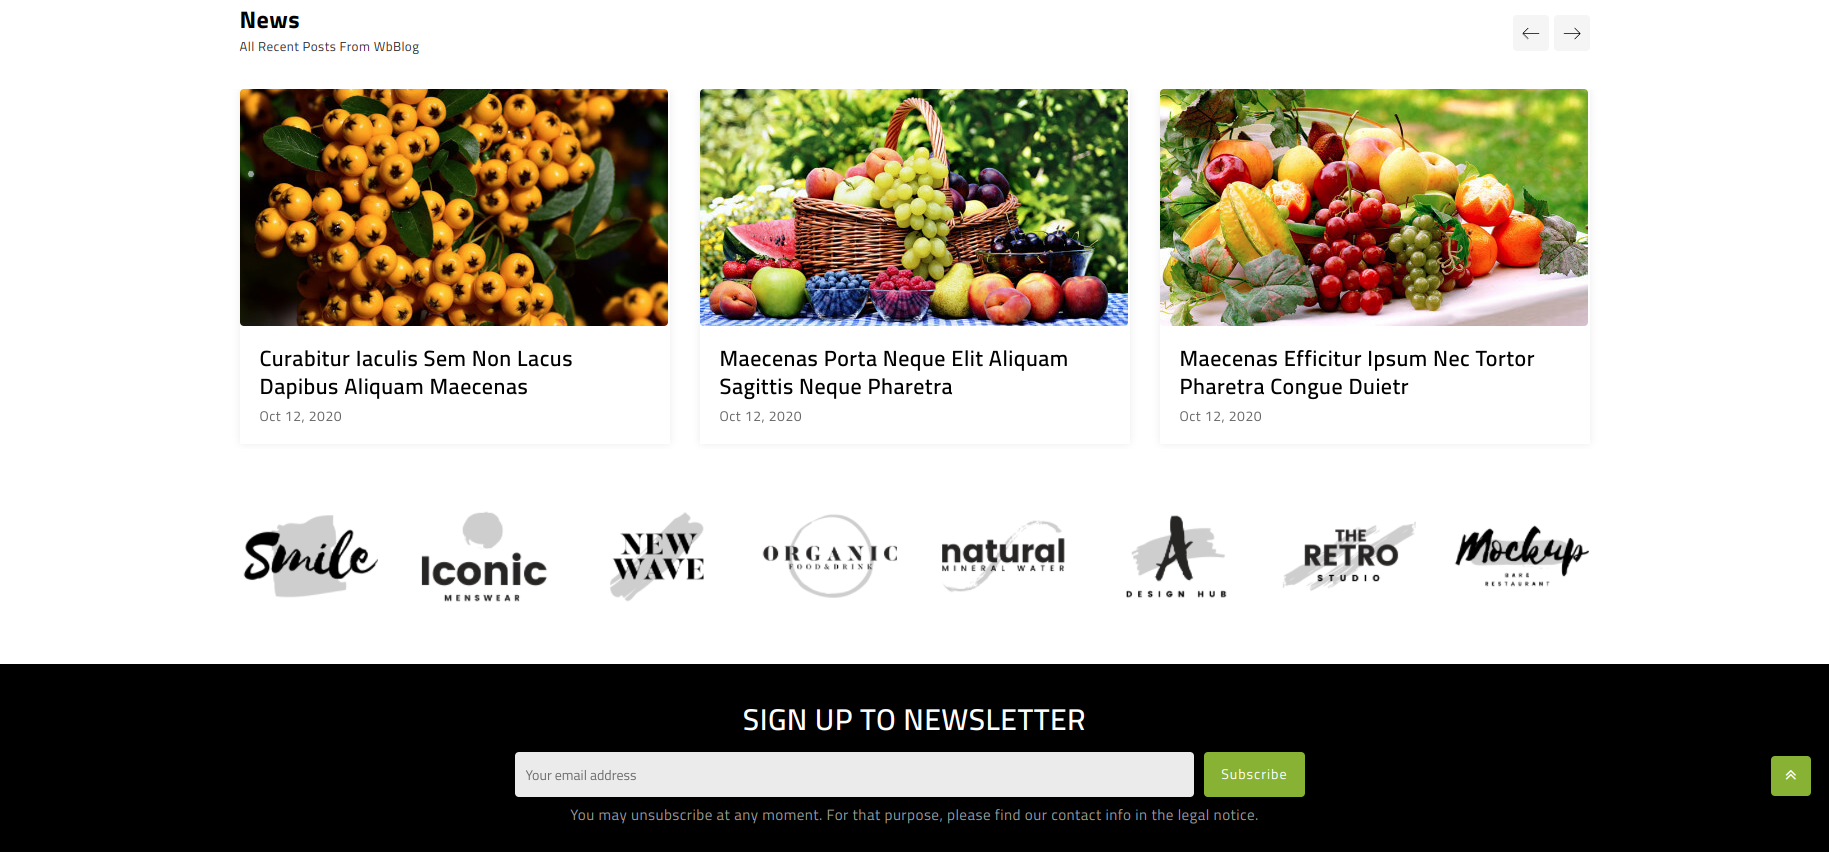 News
All Recent Posts From WbBlog
Curabitur Iaculis Sem Non Lacus
Dapibus Aliquam Maecenas
Oct 12, 2020
Maecenas Porta Neque Elit Aliquam
Sagittis Neque Pharetra
Oct 12, 2020
Maecenas Efficitur Ipsum Nec Tortor
Pharetra Congue Duietr
Oct 12, 2020
Smile
Iconic
MENSWEAR
NEW
WAVE
ORGANIC
FOOD & DRINK
natural
MINERAL WATER
A
DESIGN HUB
THE
RETRO
STUDIO
Mockup
BARS
RESTAURANT
SIGN UP TO NEWSLETTER
Your email address
Subscribe
You may unsubscribe at any moment. For that purpose, please find our contact info in the legal notice.